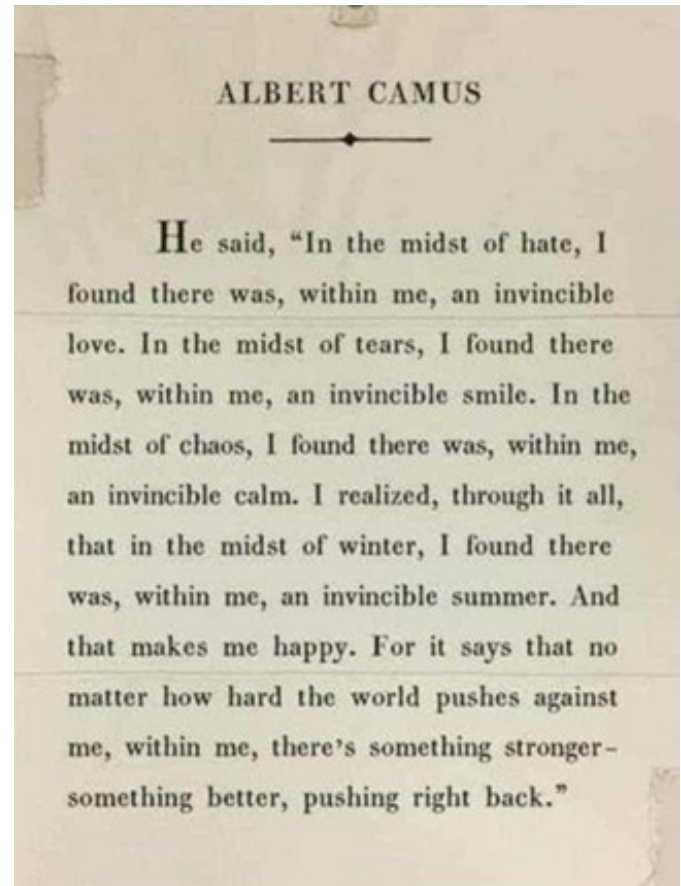 ALBERT CAMUS
He said, “In the midst of hate, I
found there was, within me, an invincible
love. In the midst of tears, I found there
was, within me, an invincible smile. In the
midst of chaos, I found there was, within me,
an invincible calm. I realized, through it all,
that in the midst of winter, I found there
was, within me, an invincible summer. And
that makes me happy. For it says that no
matter how hard the world pushes against
me, within me, there’s something stronger–
something better, pushing right back.”